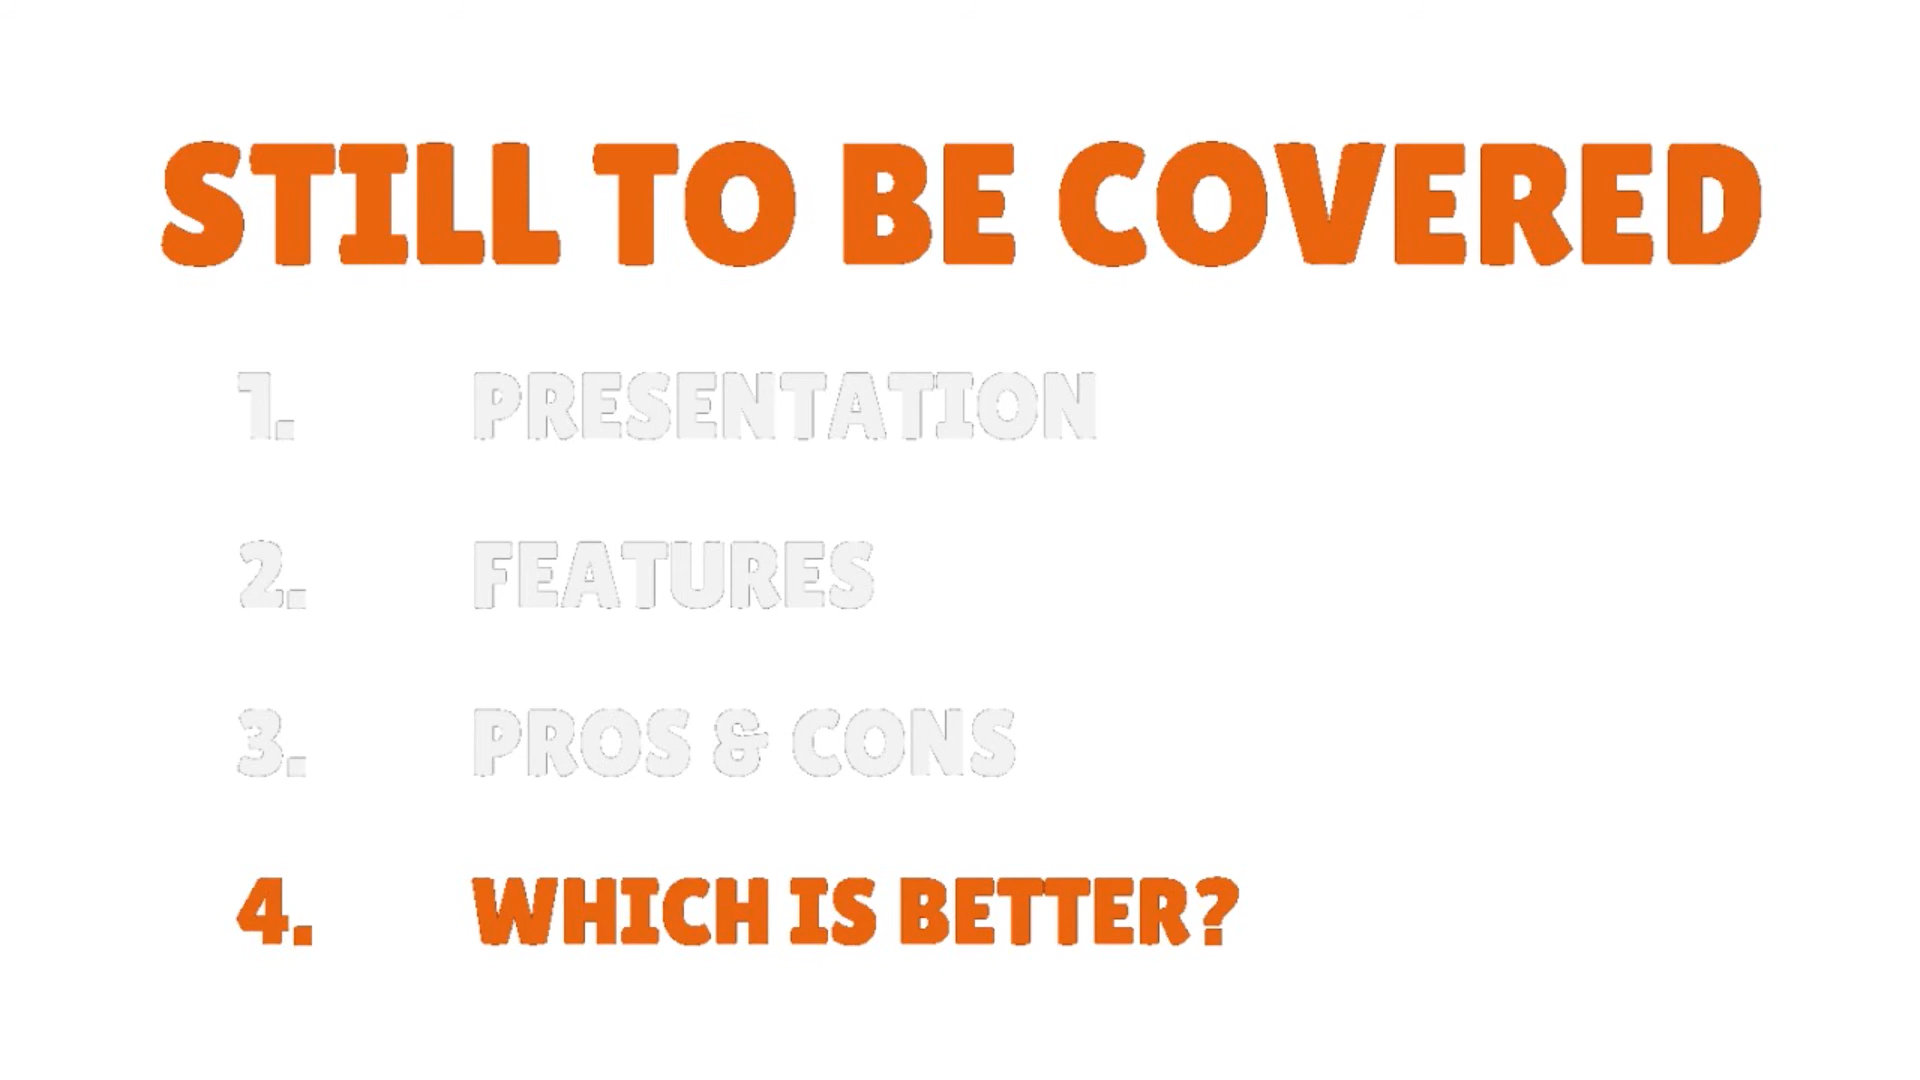 STILL TO BE COVERED
1. PRESENTATION
2. FEATURES
3. PROS & CONS
4. WHICH IS BETTER?